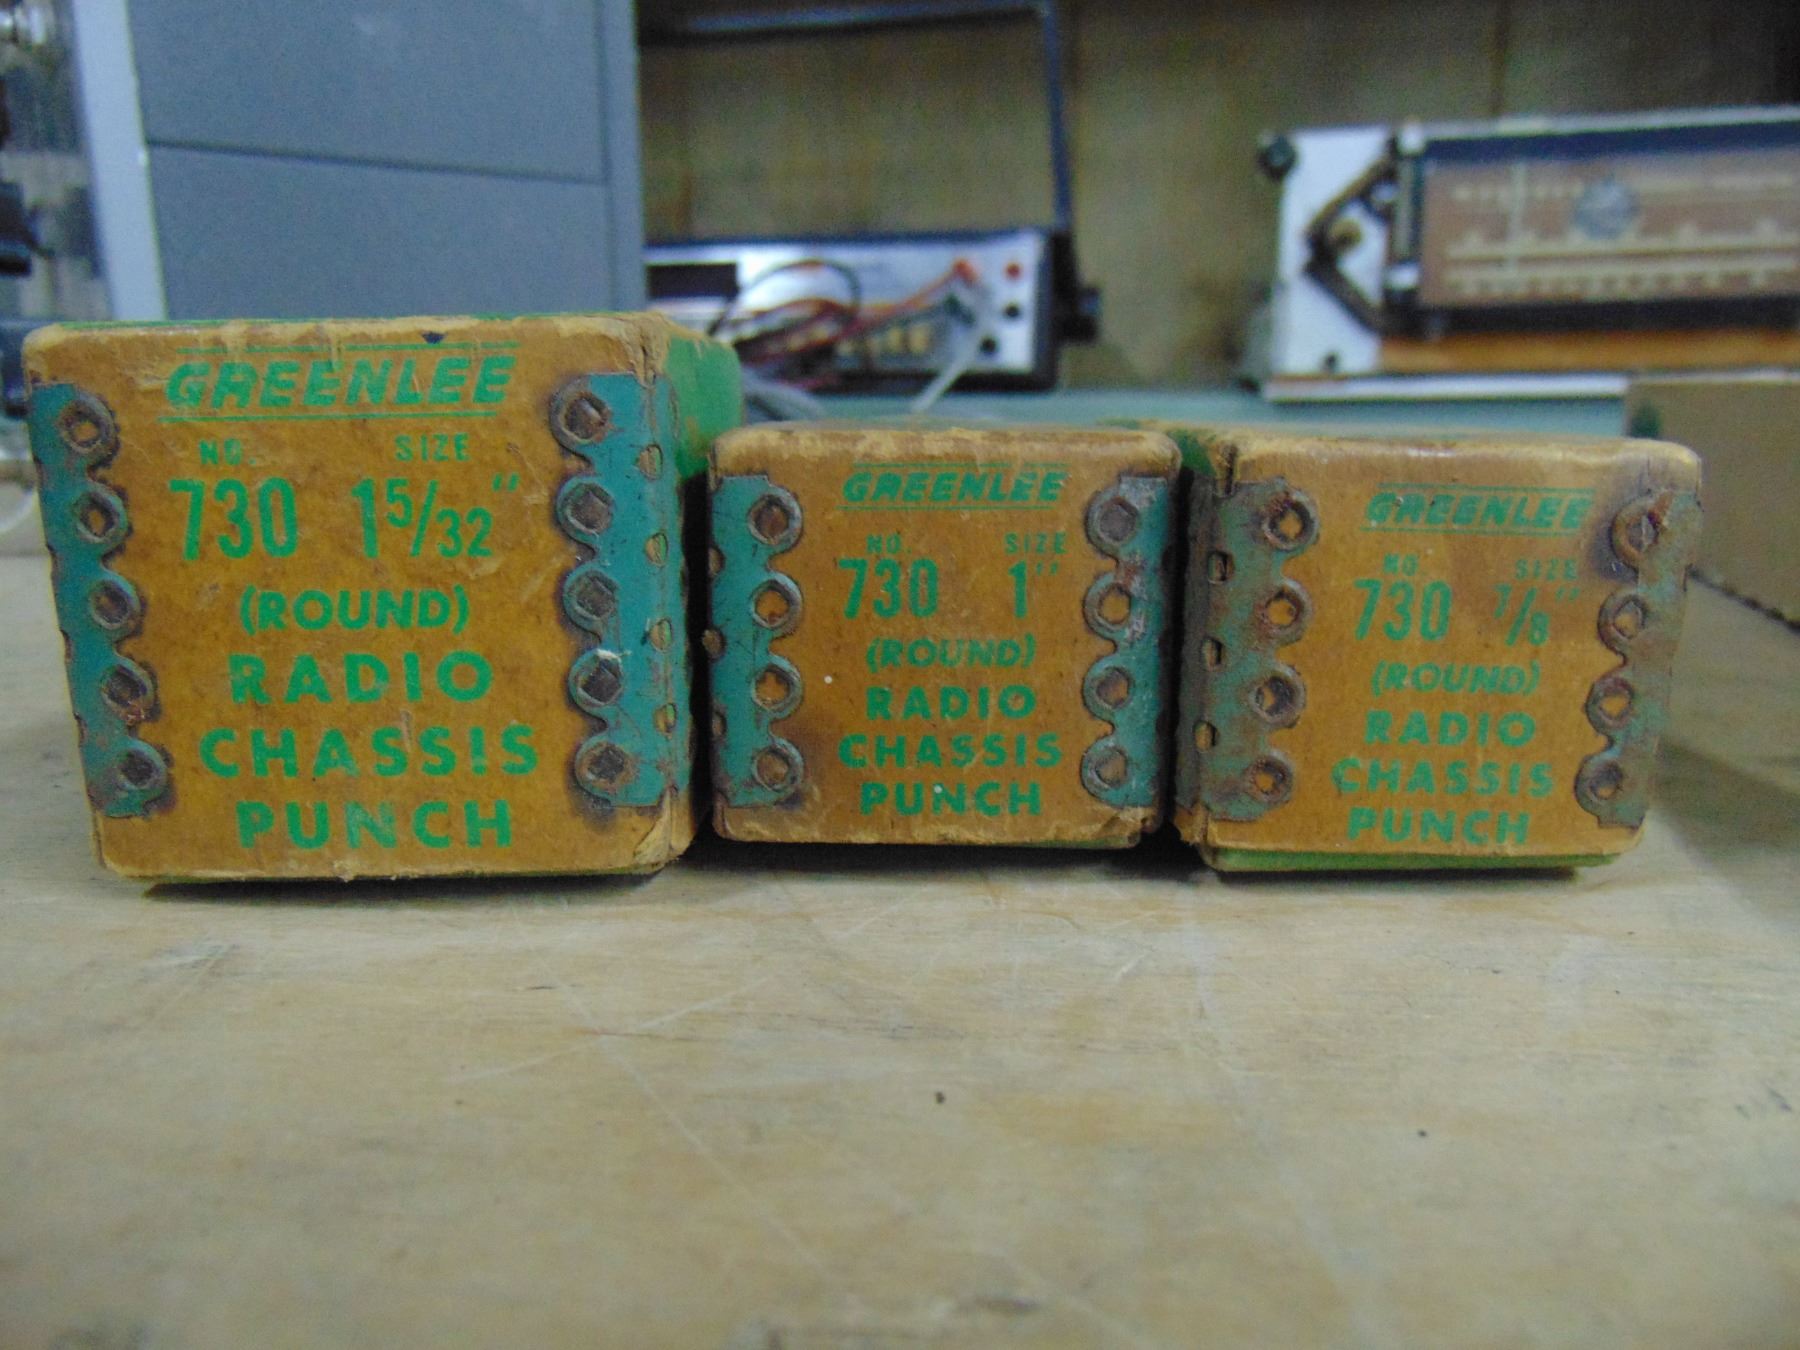 GREENLEE
NO. SIZE
730 1 5/32"
(ROUND)
RADIO
CHASSIS
PUNCH
GREENLEE
NO. SIZE
730 1"
(ROUND)
RADIO
CHASSIS
PUNCH
GREENLEE
NO. SIZE
730 7/8"
(ROUND)
RADIO
CHASSIS
PUNCH